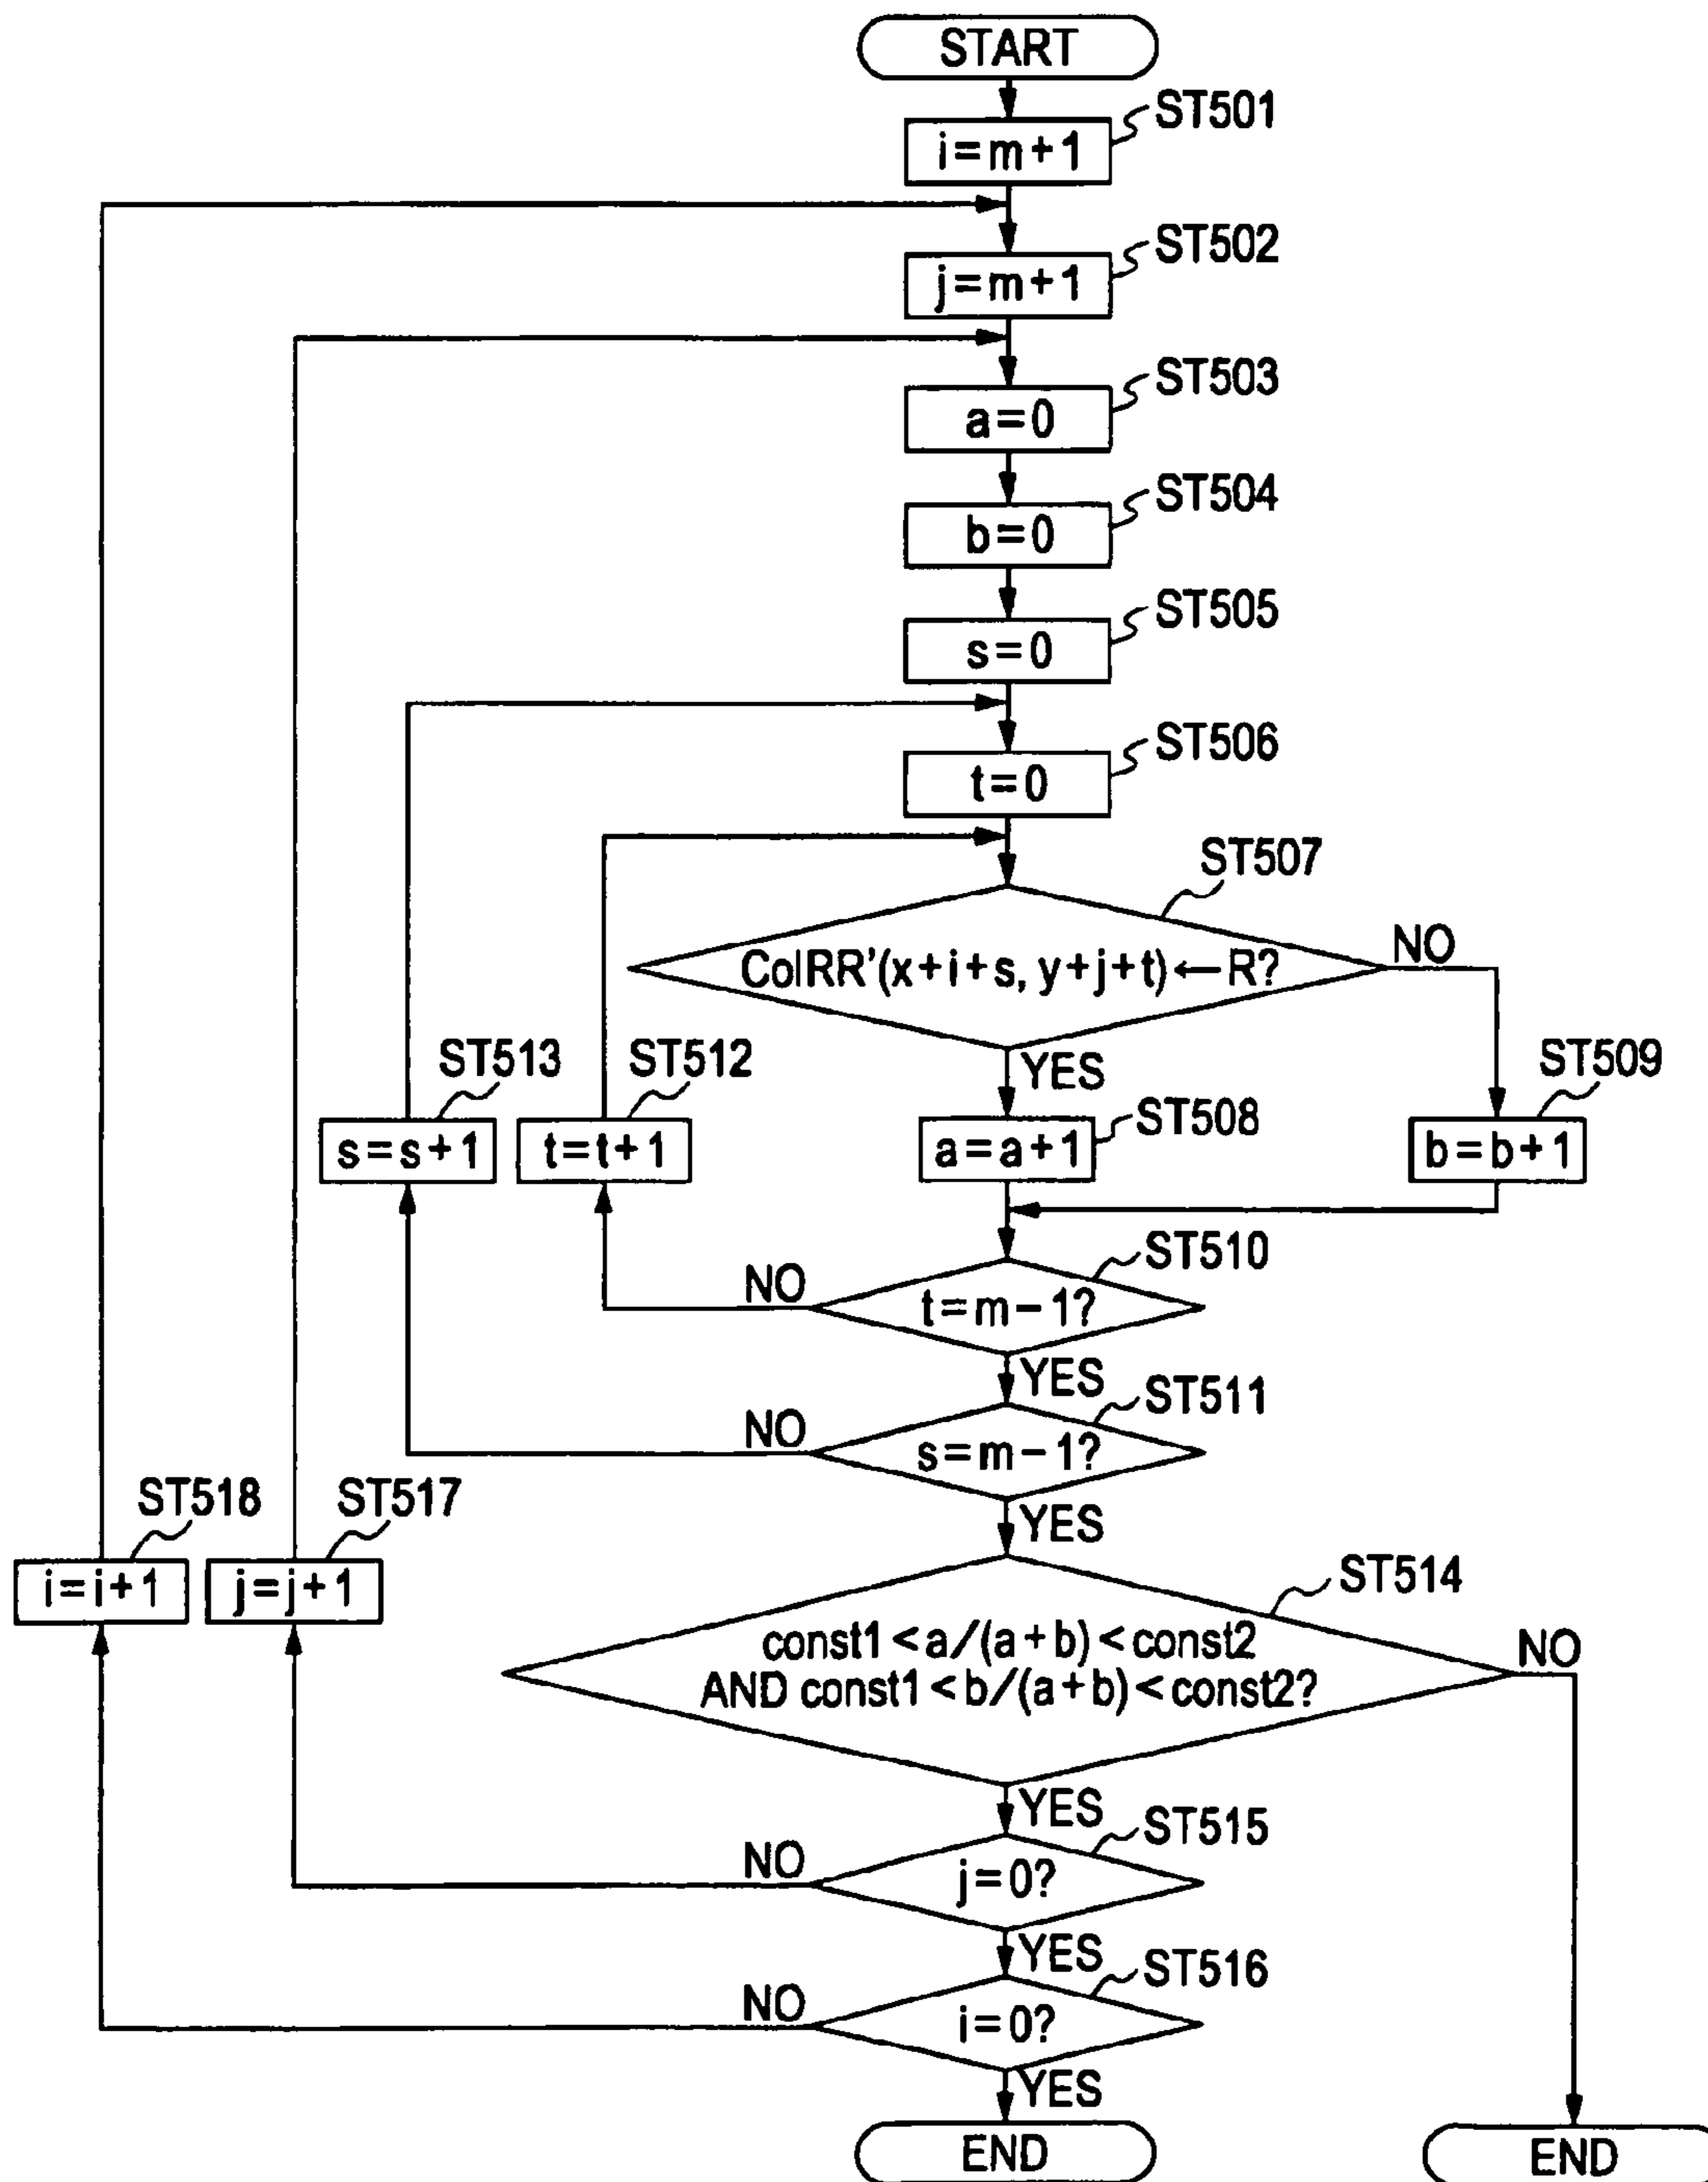 START
ST501
i=m+1
ST502
j=m+1
ST503
a=0
ST504
b=0
ST505
s=0
ST506
t=0
ST507
ColRR'(x+i+s, y+j+t)←R?
NO
YES
ST513
ST512
ST508
ST509
s=s+1
t=t+1
a=a+1
b=b+1
ST510
NO
t=m-1?
YES
ST511
NO
s=m-1?
YES
ST518
ST517
i=i+1
j=j+1
ST514
const1<a/(a+b)<const2
AND const1<b/(a+b)<const2?
NO
YES
ST515
NO
j=0?
YES
ST516
NO
i=0?
YES
END
END